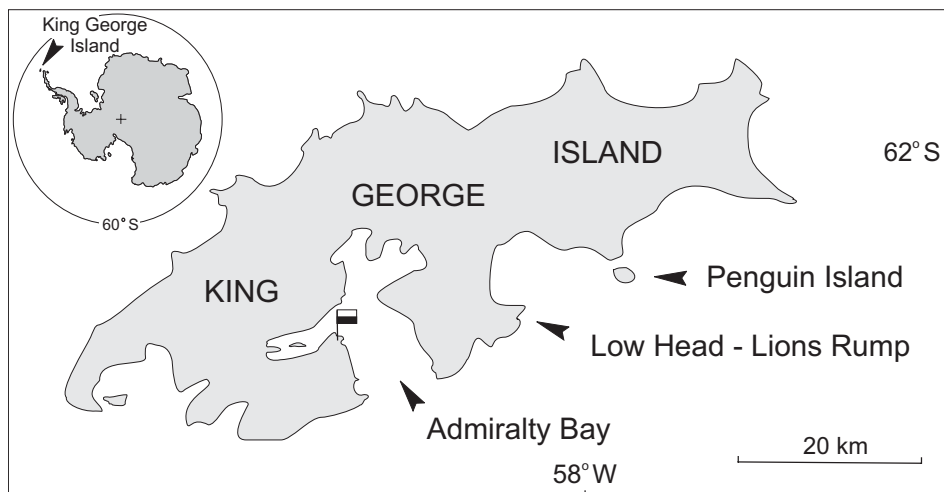 King George
Island
60°S
ISLAND
62°S
GEORGE
KING
Penguin Island
Low Head - Lions Rump
Admiralty Bay
20 km
58°W